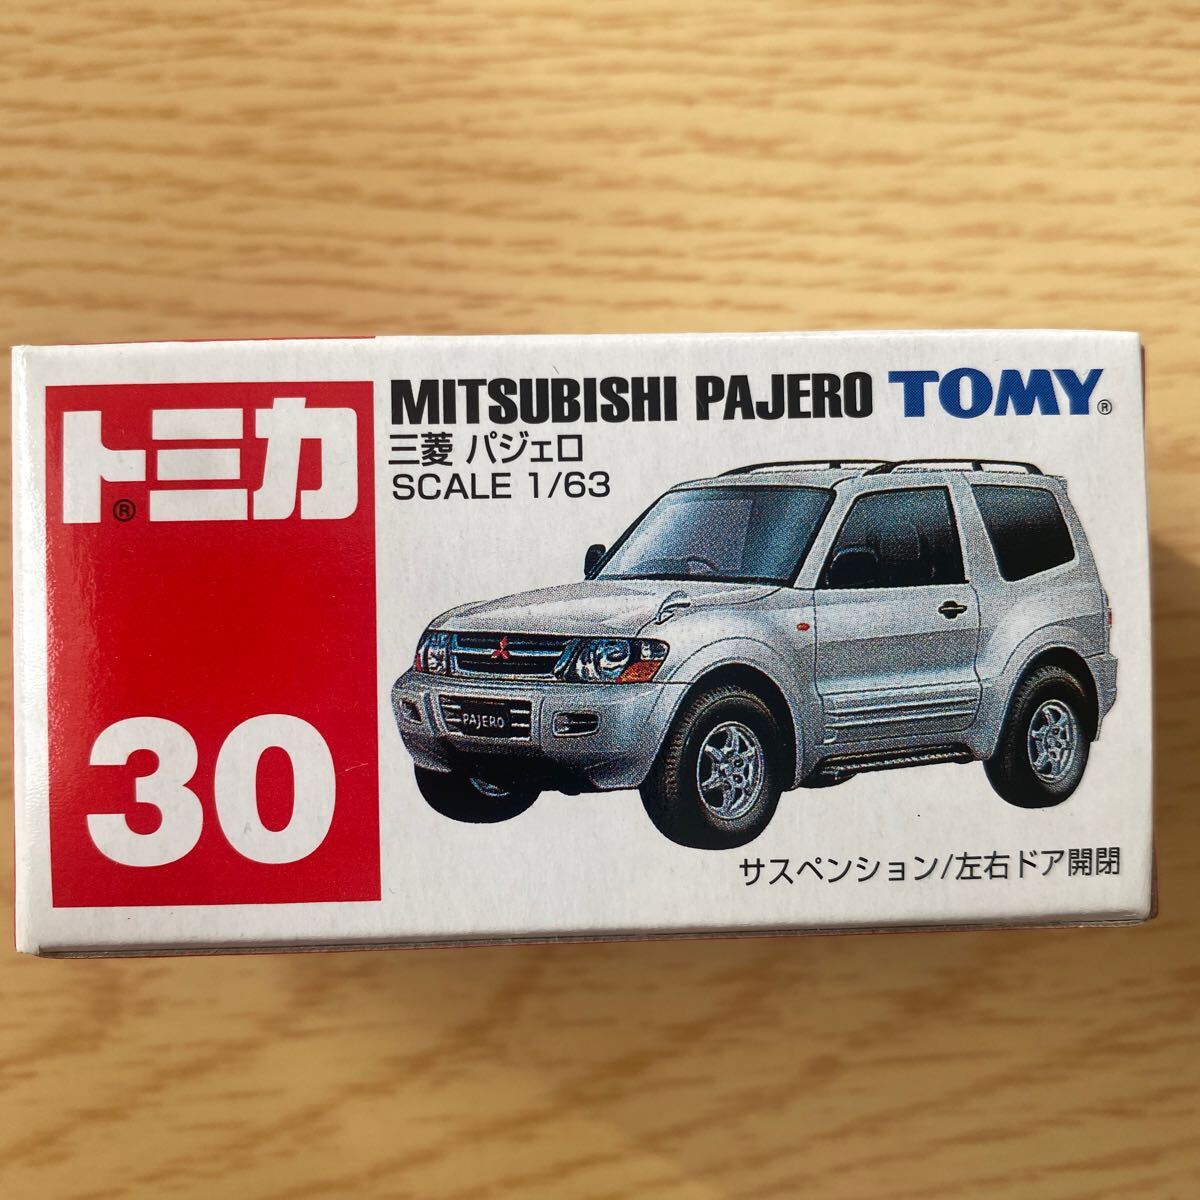 トミカ®
30
MITSUBISHI PAJERO TOMY®
三菱 パジェロ
SCALE 1/63
PAJERO
サスペンション/左右ドア開閉